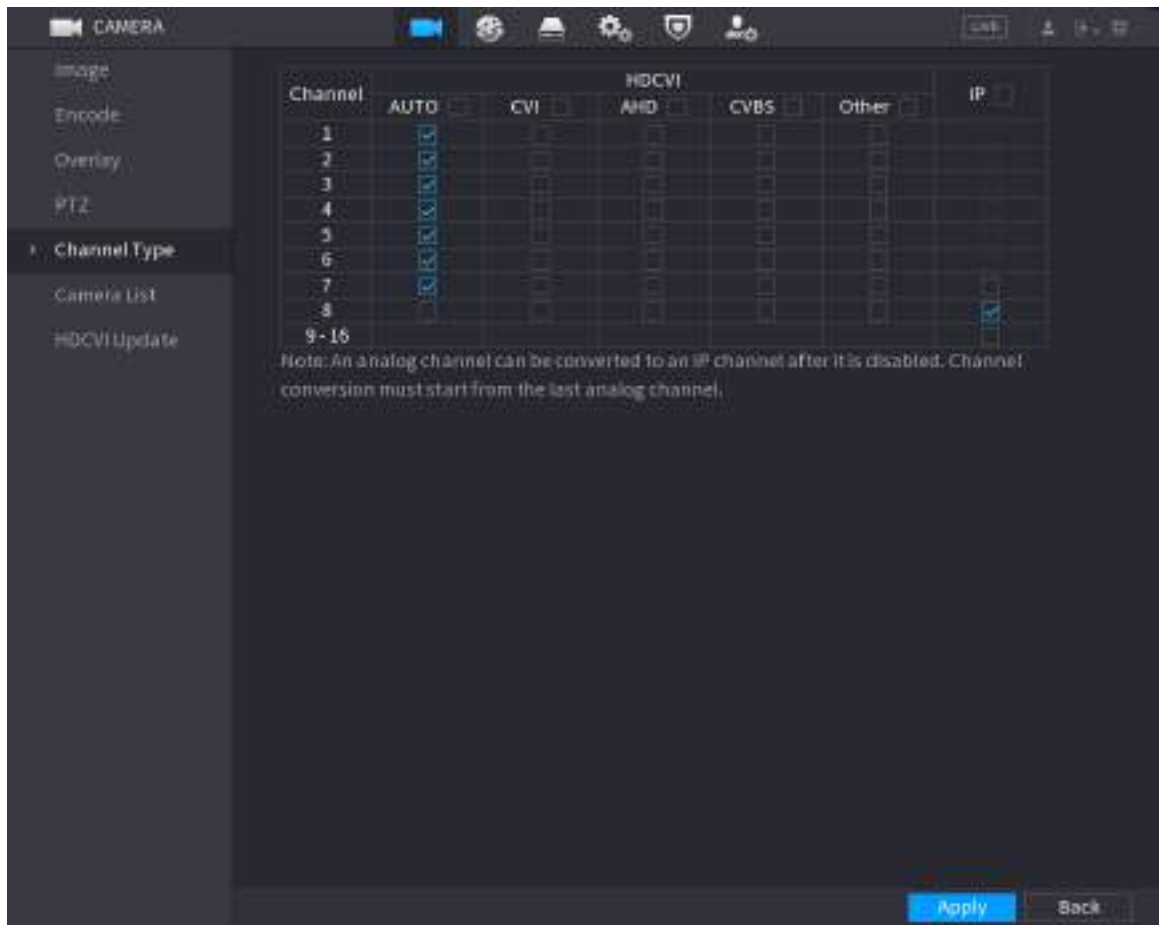 CAMERA
LIVE
Image
Encode
Overlay
PTZ
Channel Type
Camera List
HDCVI Update
Channel HDCVI IP
AUTO CVI AHD CVBS Other
1
2
3
4
5
6
7
8
9 - 16
Note: An analog channel can be converted to an IP channel after it is disabled. Channel
conversion must start from the last analog channel.
Apply Back